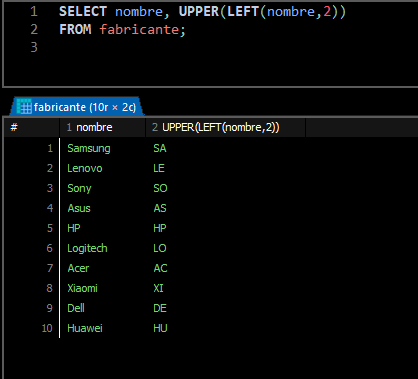 1 SELECT nombre, UPPER(LEFT(nombre,2))
2 FROM fabricante;
3
fabricante (10r × 2c)
# 1 nombre 2 UPPER(LEFT(nombre,2))
1 Samsung SA
2 Lenovo LE
3 Sony SO
4 Asus AS
5 HP HP
6 Logitech LO
7 Acer AC
8 Xiaomi XI
9 Dell DE
10 Huawei HU